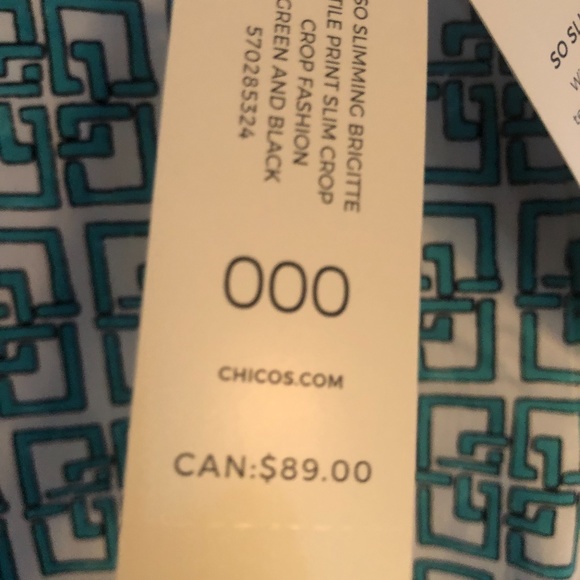 SO SLIMMING BRIGITTE
TILE PRINT SLIM CROP
CROP FASHION
GREEN AND BLACK
570285324
000
CHICOS.COM
CAN:$89.00
SO